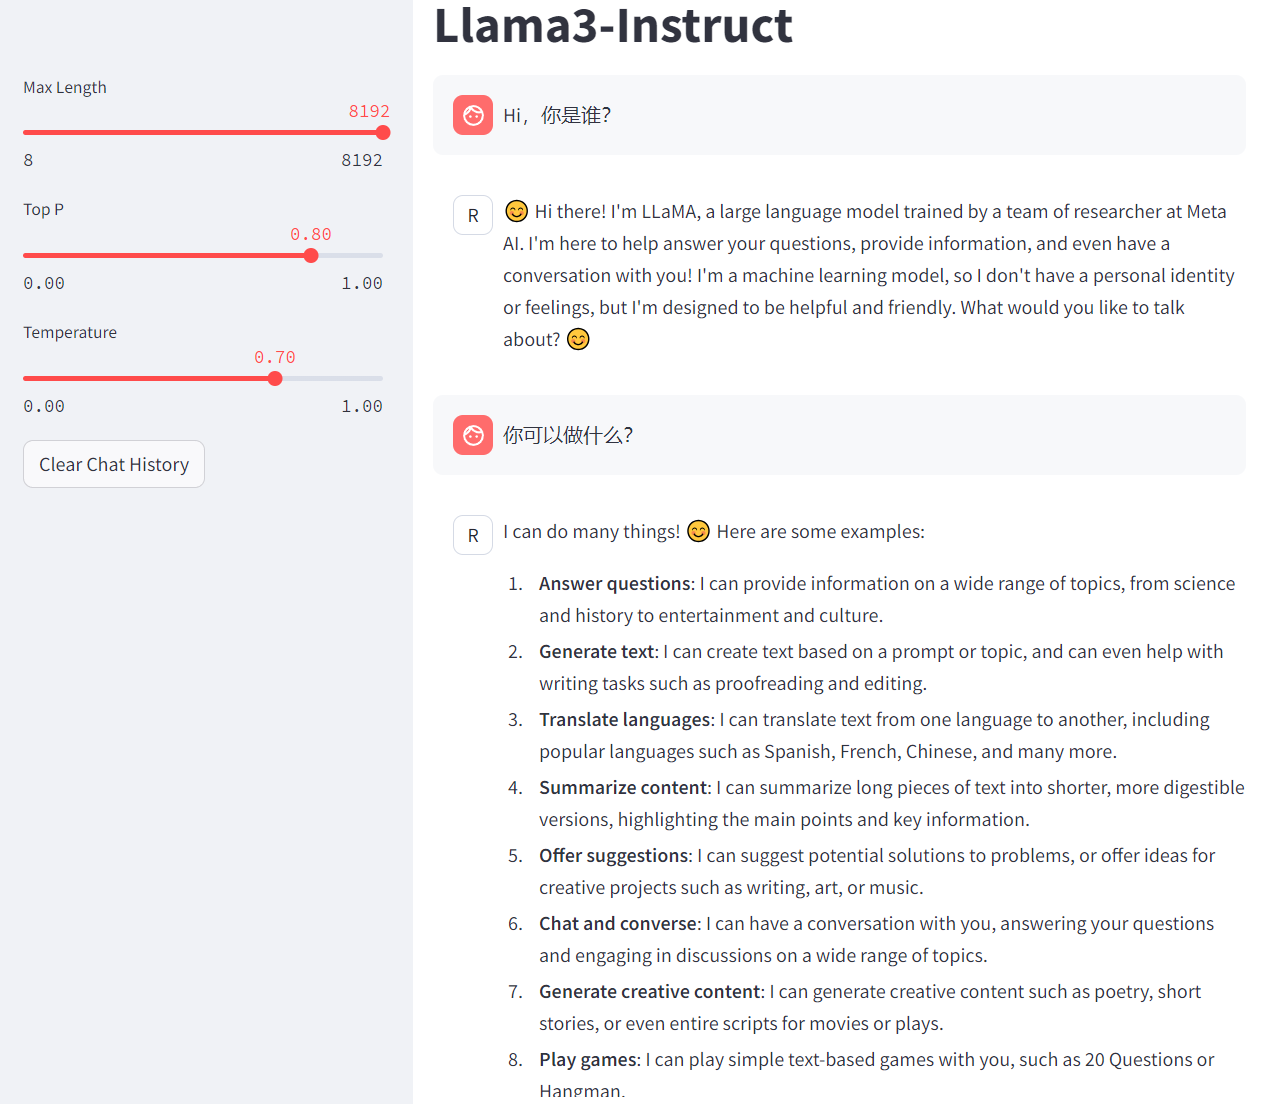 Llama3-Instruct
Max Length
8192
8 8192
Top P
0.80
0.00 1.00
Temperature
0.70
0.00 1.00
Clear Chat History
Hi，你是谁？
R
😊 Hi there! I'm LLaMA, a large language model trained by a team of researcher at Meta
AI. I'm here to help answer your questions, provide information, and even have a
conversation with you! I'm a machine learning model, so I don't have a personal identity
or feelings, but I'm designed to be helpful and friendly. What would you like to talk
about? 😊
你可以做什么？
R
I can do many things! 😊 Here are some examples:
1. Answer questions: I can provide information on a wide range of topics, from science
and history to entertainment and culture.
2. Generate text: I can create text based on a prompt or topic, and can even help with
writing tasks such as proofreading and editing.
3. Translate languages: I can translate text from one language to another, including
popular languages such as Spanish, French, Chinese, and many more.
4. Summarize content: I can summarize long pieces of text into shorter, more digestible
versions, highlighting the main points and key information.
5. Offer suggestions: I can suggest potential solutions to problems, or offer ideas for
creative projects such as writing, art, or music.
6. Chat and converse: I can have a conversation with you, answering your questions
and engaging in discussions on a wide range of topics.
7. Generate creative content: I can generate creative content such as poetry, short
stories, or even entire scripts for movies or plays.
8. Play games: I can play simple text-based games with you, such as 20 Questions or
Hangman.